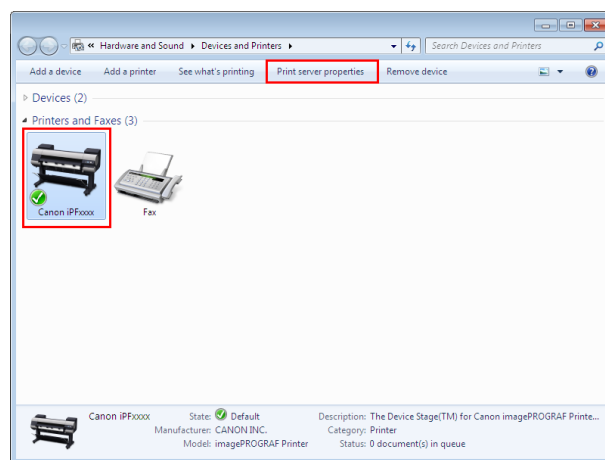 « Hardware and Sound ▸ Devices and Printers ▸ Search Devices and Printers
Add a device Add a printer See what's printing Print server properties Remove device
Devices (2)
Printers and Faxes (3)
Canon iPFxxxx Fax
Canon iPFxxxx State: Default Description: The Device Stage(TM) for Canon imagePROGRAF Printe...
Manufacturer: CANON INC. Category: Printer
Model: imagePROGRAF Printer Status: 0 document(s) in queue